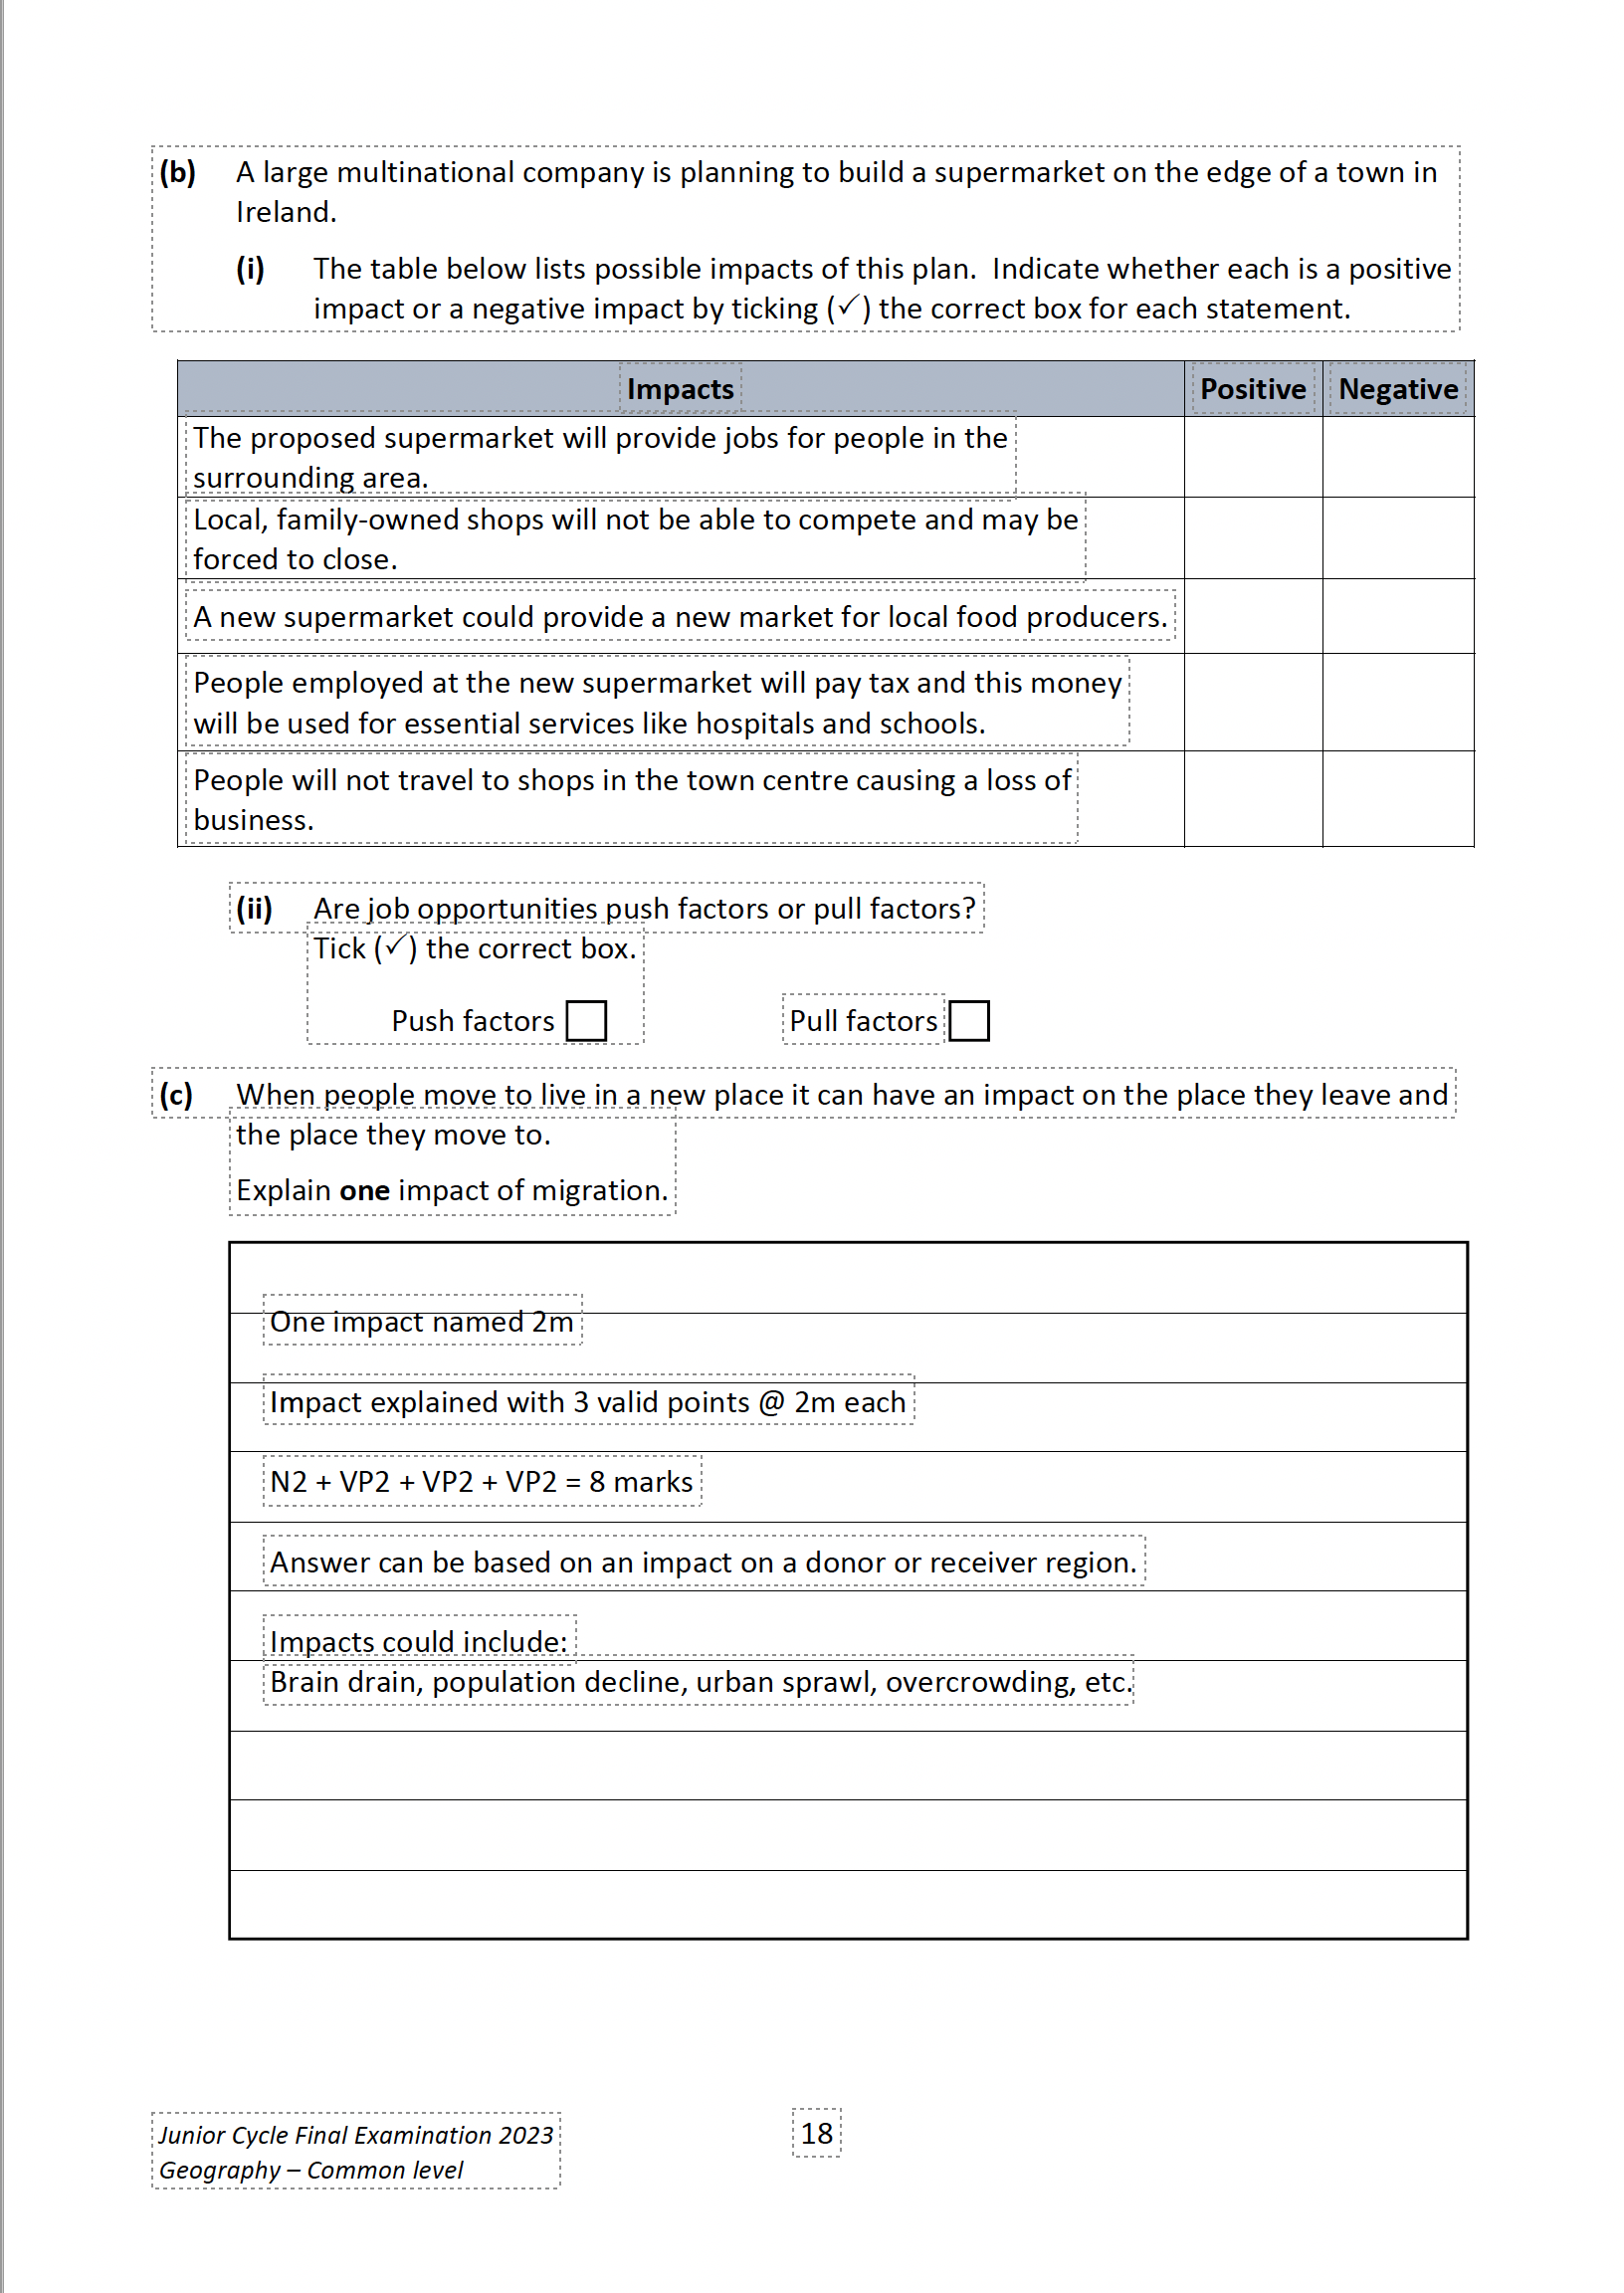 (b) A large multinational company is planning to build a supermarket on the edge of a town in
Ireland.
(i) The table below lists possible impacts of this plan.  Indicate whether each is a positive
impact or a negative impact by ticking (✓) the correct box for each statement.
Impacts Positive Negative
The proposed supermarket will provide jobs for people in the
surrounding area.
Local, family-owned shops will not be able to compete and may be
forced to close.
A new supermarket could provide a new market for local food producers.
People employed at the new supermarket will pay tax and this money
will be used for essential services like hospitals and schools.
People will not travel to shops in the town centre causing a loss of
business.
(ii) Are job opportunities push factors or pull factors?
Tick (✓) the correct box.
Push factors Pull factors
(c) When people move to live in a new place it can have an impact on the place they leave and
the place they move to.
Explain one impact of migration.
One impact named 2m
Impact explained with 3 valid points @ 2m each
N2 + VP2 + VP2 + VP2 = 8 marks
Answer can be based on an impact on a donor or receiver region.
Impacts could include:
Brain drain, population decline, urban sprawl, overcrowding, etc.
Junior Cycle Final Examination 2023
Geography – Common level
18